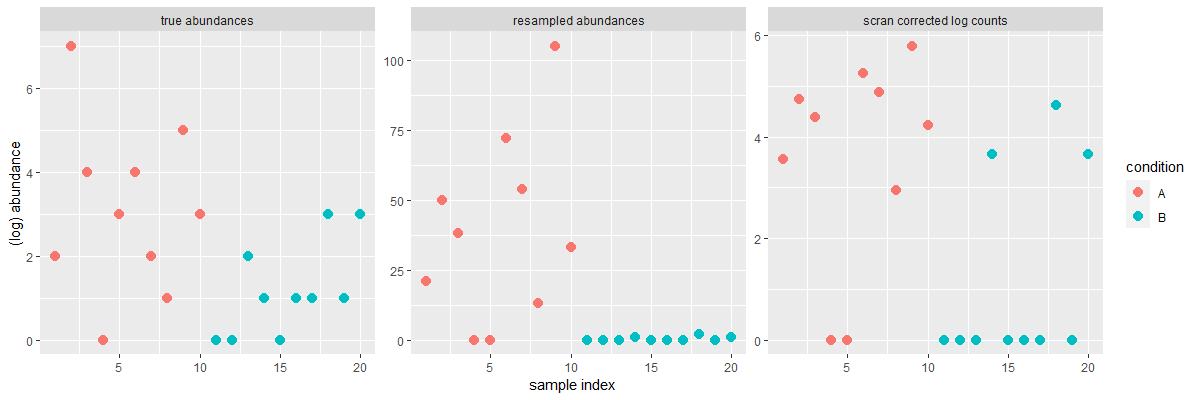 true abundances
resampled abundances
scran corrected log counts
(log) abundance
6
4
2
0
100
75
50
25
0
6
4
2
0
5 10 15 20
5 10 15 20
5 10 15 20
sample index
condition
A
B